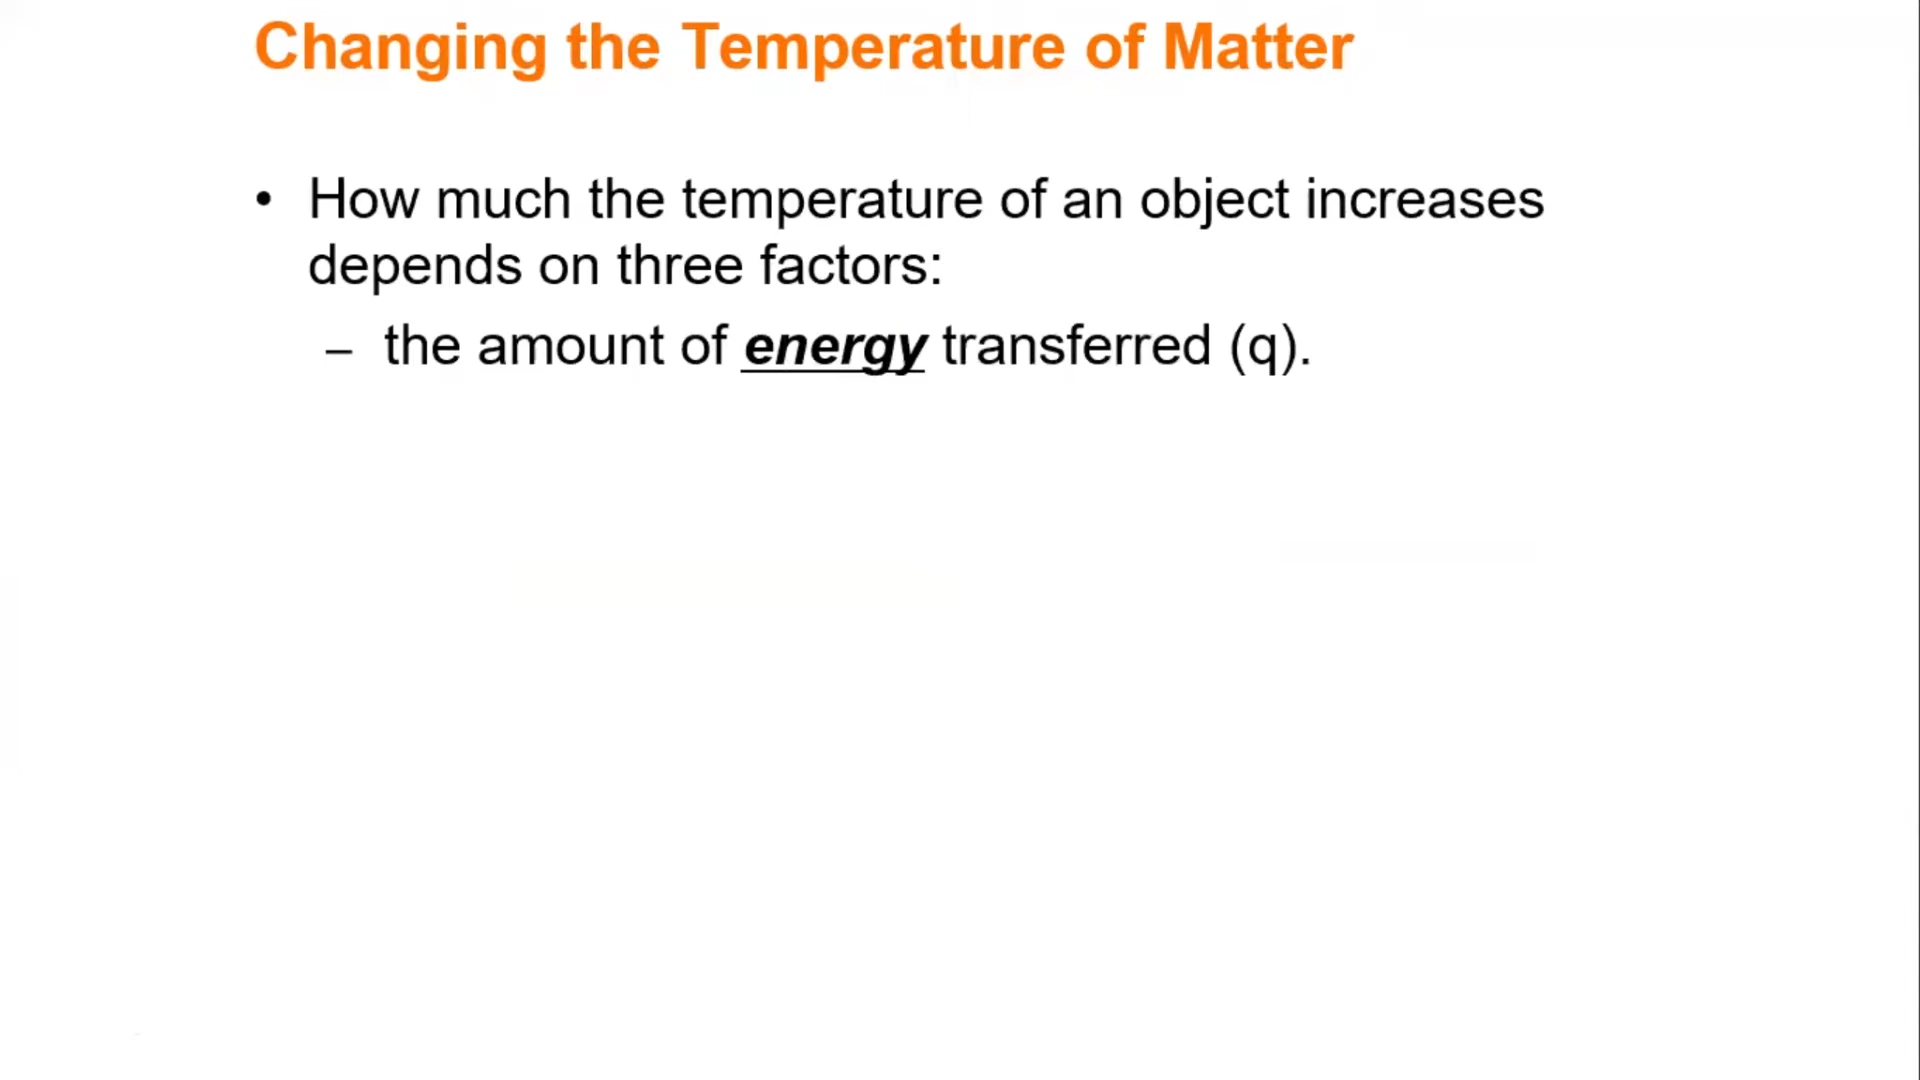 Changing the Temperature of Matter
• How much the temperature of an object increases
depends on three factors:
– the amount of energy transferred (q).